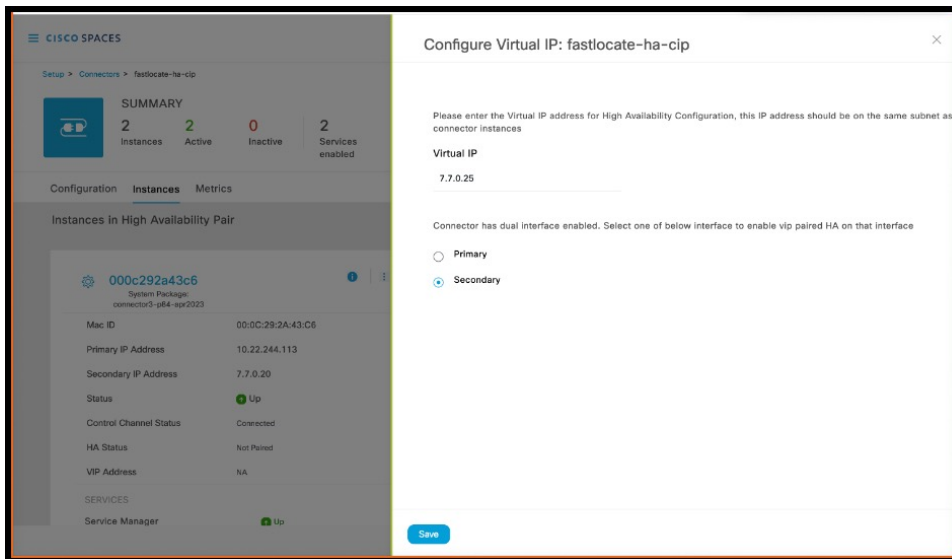 CISCO SPACES
Setup > Connectors > fastlocate-ha-cip
SUMMARY
2 2 0 2
Instances Active Inactive Services
enabled
Configuration Instances Metrics
Instances in High Availability Pair
000c292a43c6
System Package:
connector3-p84-apr2023
Mac ID 00:0C:29:2A:43:C6
Primary IP Address 10.22.244.113
Secondary IP Address 7.7.0.20
Status Up
Control Channel Status Connected
HA Status Not Paired
VIP Address NA
SERVICES
Service Manager Up
Configure Virtual IP: fastlocate-ha-cip
Please enter the Virtual IP address for High Availability Configuration, this IP address should be on the same subnet as
connector instances
Virtual IP
7.7.0.25
Connector has dual interface enabled. Select one of below interface to enable vip paired HA on that interface
Primary
Secondary
Save